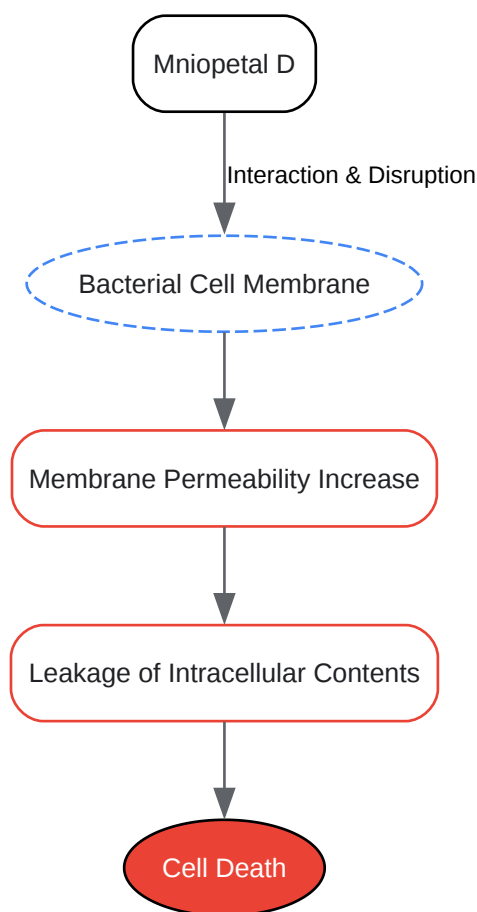 Mniopetal D
Interaction & Disruption
Bacterial Cell Membrane
Membrane Permeability Increase
Leakage of Intracellular Contents
Cell Death